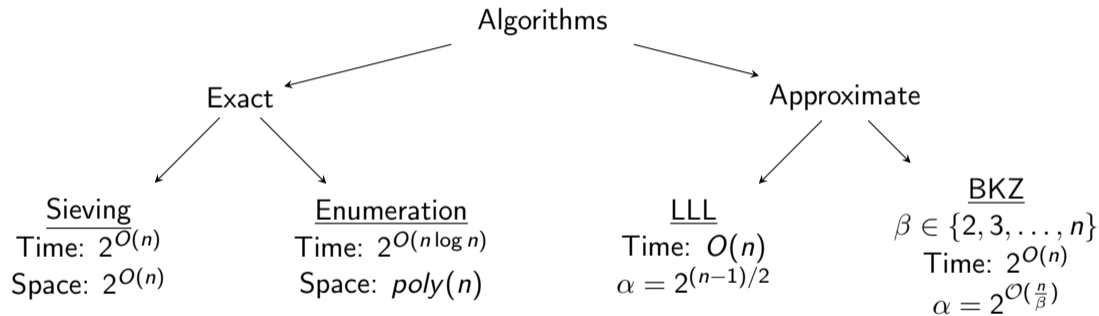 Algorithms
Exact
Approximate
Sieving
Time: 2^{O(n)}
Space: 2^{O(n)}
Enumeration
Time: 2^{O(n log n)}
Space: poly(n)
LLL
Time: O(n)
α = 2^{(n−1)/2}
BKZ
β ∈ {2, 3, . . . , n}
Time: 2^{O(n)}
α = 2^{𝒪(\frac{n}{β})}